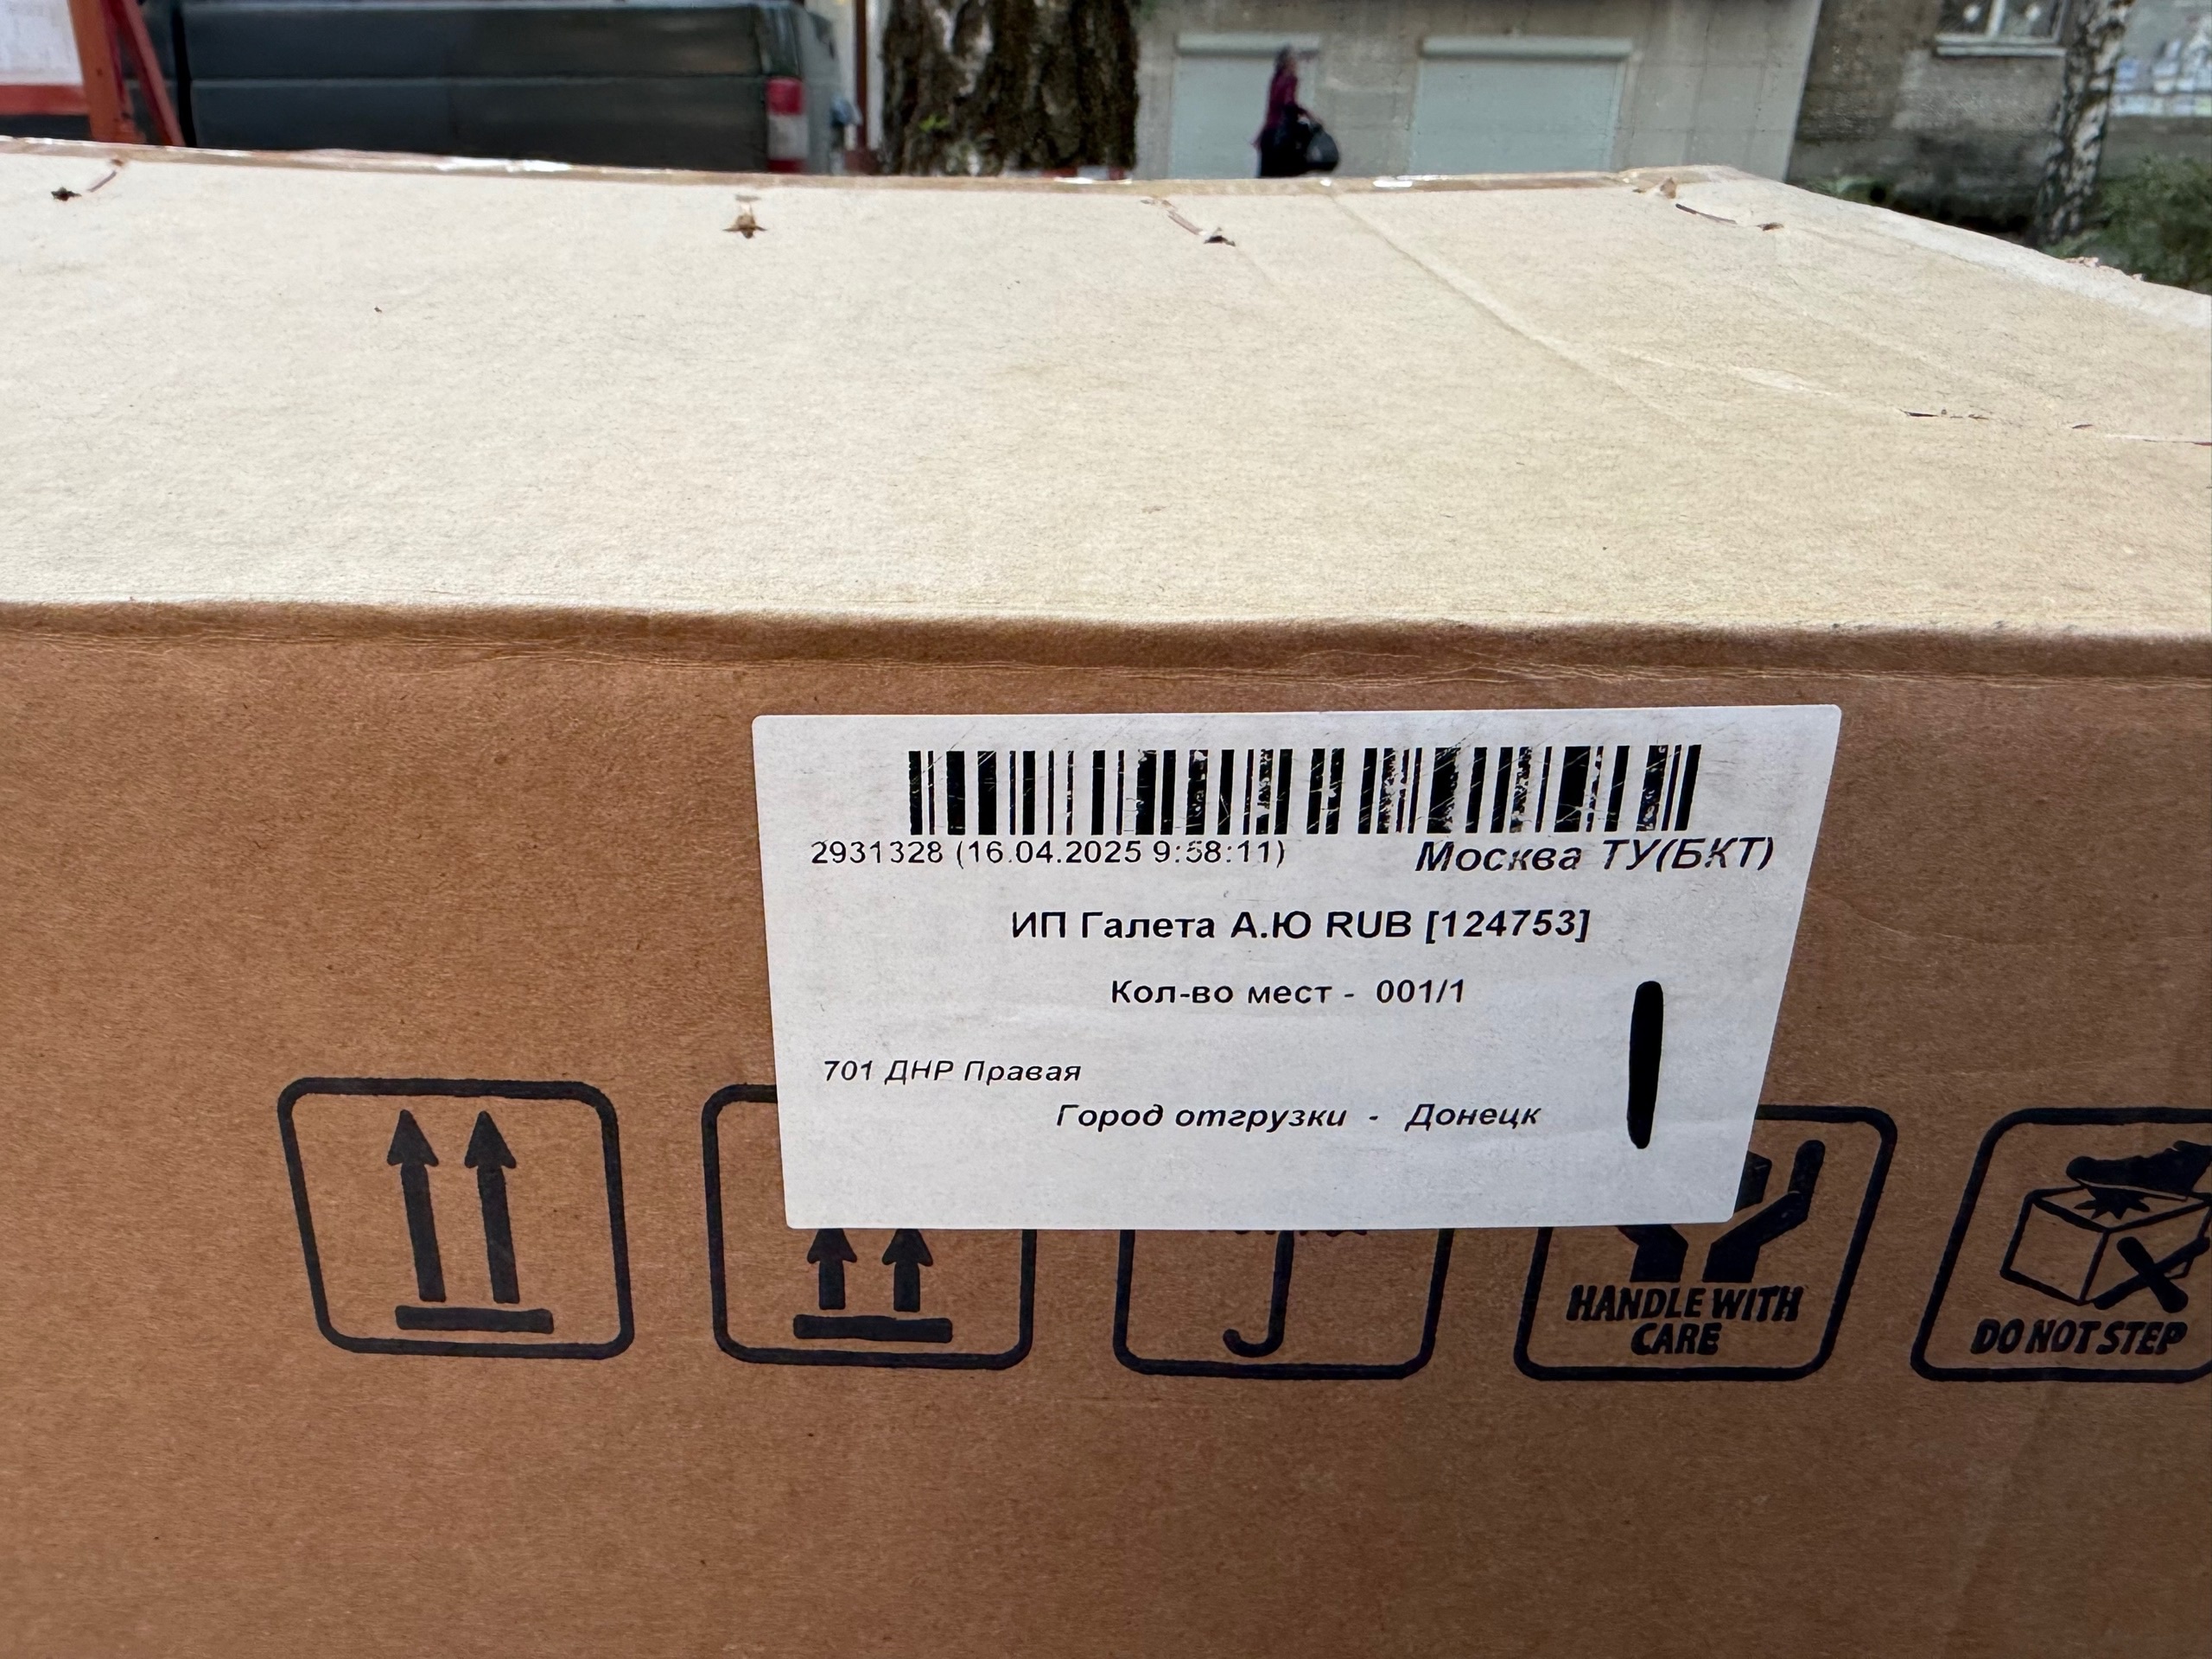 2931328 (16.04.2025 9:58:11)
Москва ТУ(БКТ)
ИП Галета А.Ю RUB [124753]
Кол-во мест - 001/1
701 ДНР Правая
Город отгрузки - Донецк
HANDLE WITH
CARE
DO NOT STEP